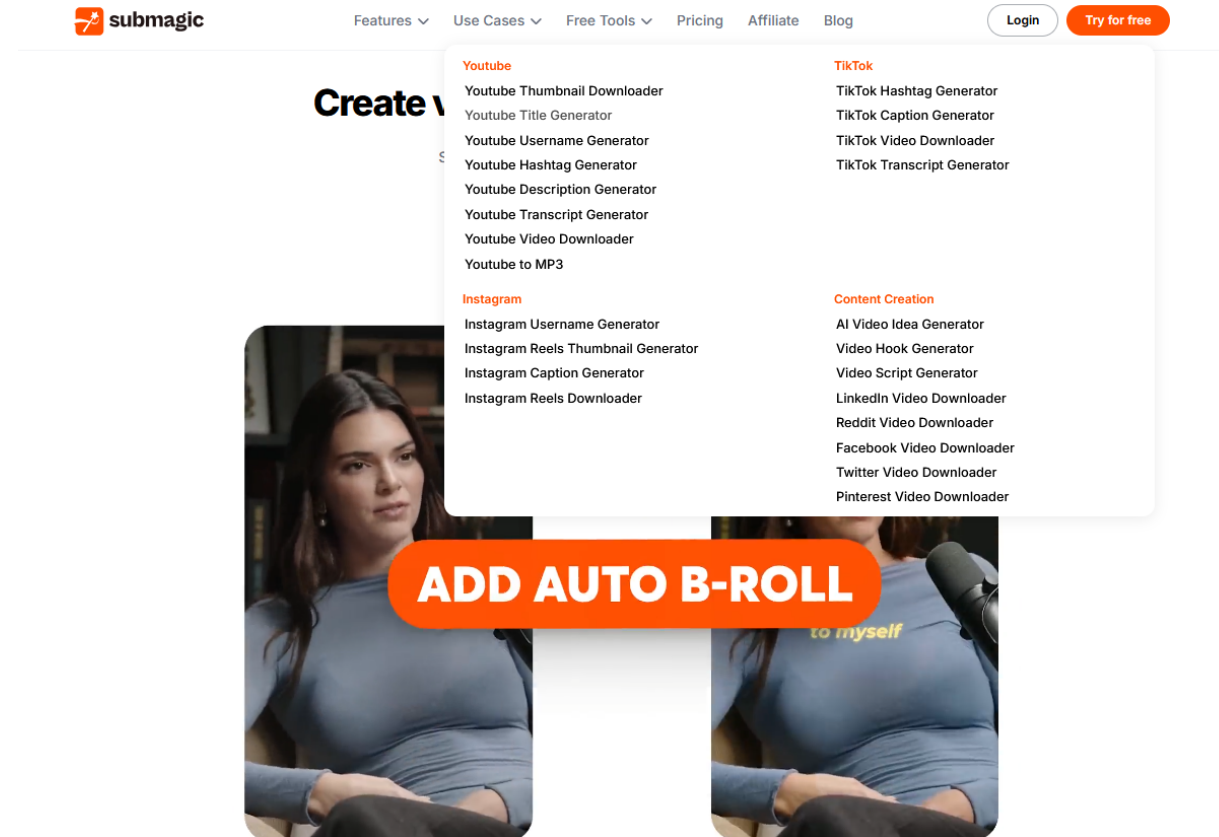 submagic
Features
Use Cases
Free Tools
Pricing
Affiliate
Blog
Login
Try for free
Create
Youtube
Youtube Thumbnail Downloader
Youtube Title Generator
Youtube Username Generator
Youtube Hashtag Generator
Youtube Description Generator
Youtube Transcript Generator
Youtube Video Downloader
Youtube to MP3
TikTok
TikTok Hashtag Generator
TikTok Caption Generator
TikTok Video Downloader
TikTok Transcript Generator
Instagram
Instagram Username Generator
Instagram Reels Thumbnail Generator
Instagram Caption Generator
Instagram Reels Downloader
Content Creation
AI Video Idea Generator
Video Hook Generator
Video Script Generator
LinkedIn Video Downloader
Reddit Video Downloader
Facebook Video Downloader
Twitter Video Downloader
Pinterest Video Downloader
ADD AUTO B-ROLL
to myself